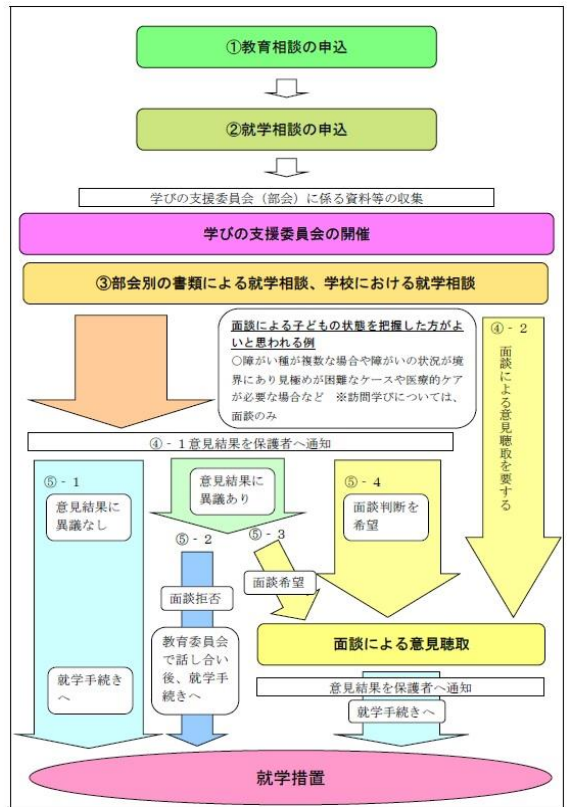 ①教育相談の申込
②就学相談の申込
学びの支援委員会（部会）に係る資料等の収集
学びの支援委員会の開催
③部会別の書類による就学相談、学校における就学相談
面談による子どもの状態を把握した方がよ
いと思われる例
○障がい種が複数な場合や障がいの状況が境
界にあり見極めが困難なケースや医療的ケア
が必要な場合など　※訪問学びについては、
面談のみ
④‐２
面談による意見聴取を要する
④‐１意見結果を保護者へ通知
⑤‐１
意見結果に
異議なし
就学手続き
へ
意見結果に
異議あり
⑤‐２
面談拒否
教育委員会
で話し合い
後、就学手
続きへ
⑤‐３
面談希望
⑤‐４
面談判断を
希望
面談による意見聴取
意見結果を保護者へ通知
就学手続きへ
就学措置